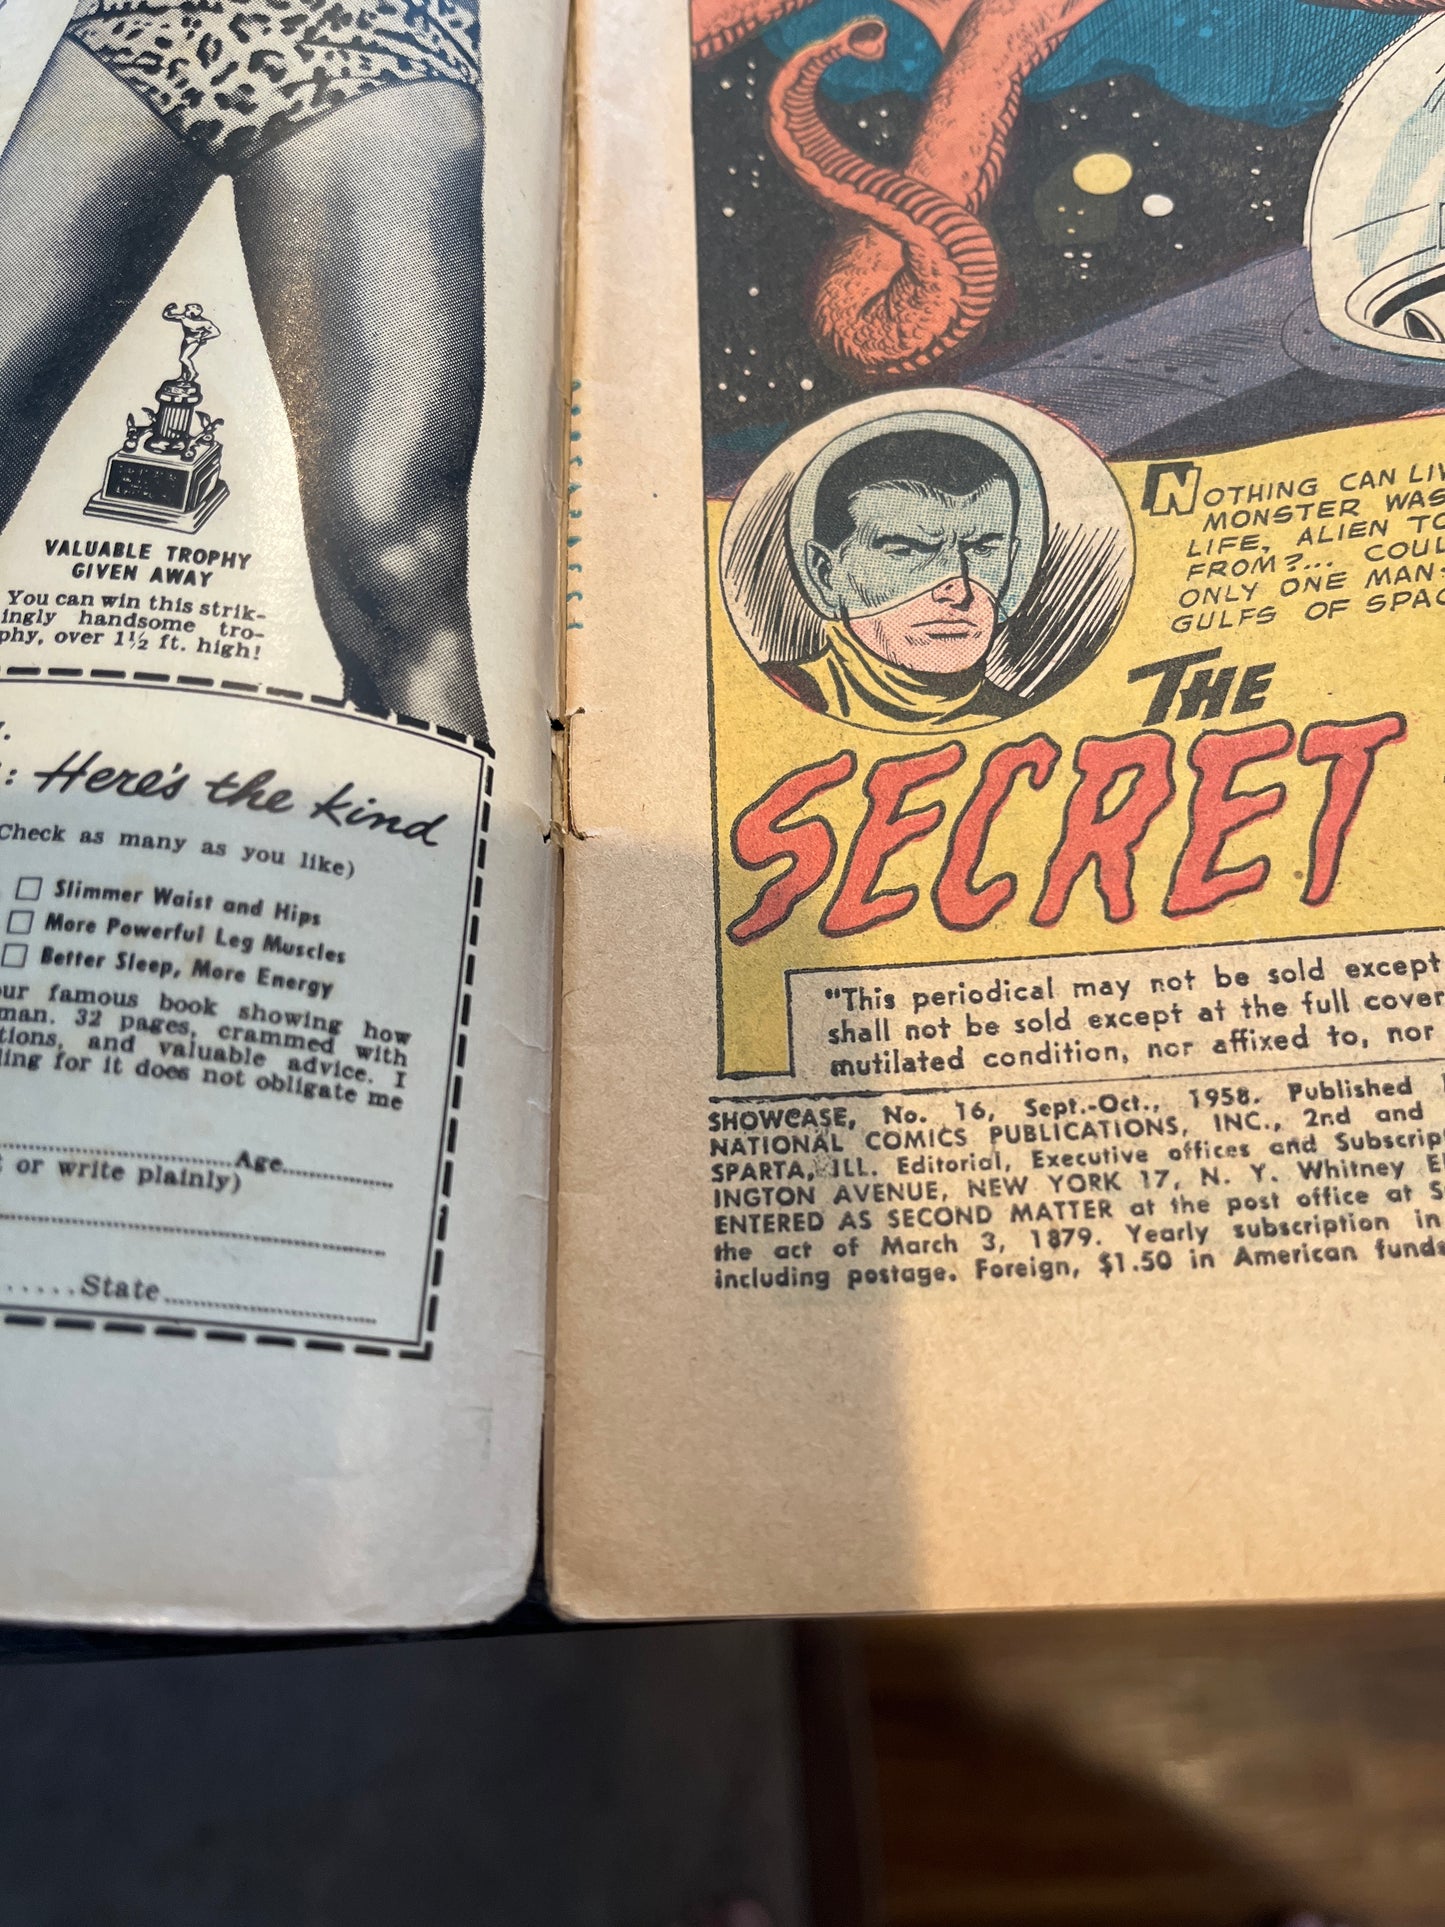 VALUABLE TROPHY
GIVEN AWAY
You can win this strik-
ingly handsome tro-
phy, over 1½ ft. high!
: Here's the kind
Check as many as you like)
Slimmer Waist and Hips
More Powerful Leg Muscles
Better Sleep, More Energy
our famous book showing how
man. 32 pages, crammed with
tions, and valuable advice. I
ling for it does not obligate me
Age
or write plainly)
State
NOTHING CAN LIV
MONSTER WAS
LIFE, ALIEN TO
FROM?... COUL
ONLY ONE MAN-
GULFS OF SPAC
THE
SECRET
"This periodical may not be sold except
shall not be sold except at the full cover
mutilated condition, nor affixed to, nor
SHOWCASE, No. 16, Sept.-Oct., 1958. Published
NATIONAL COMICS PUBLICATIONS, INC., 2nd and
SPARTA, ILL. Editorial, Executive offices and Subscrip
INGTON AVENUE, NEW YORK 17, N. Y. Whitney El
ENTERED AS SECOND MATTER at the post office at S
the act of March 3, 1879. Yearly subscription in
including postage. Foreign, $1.50 in American funds